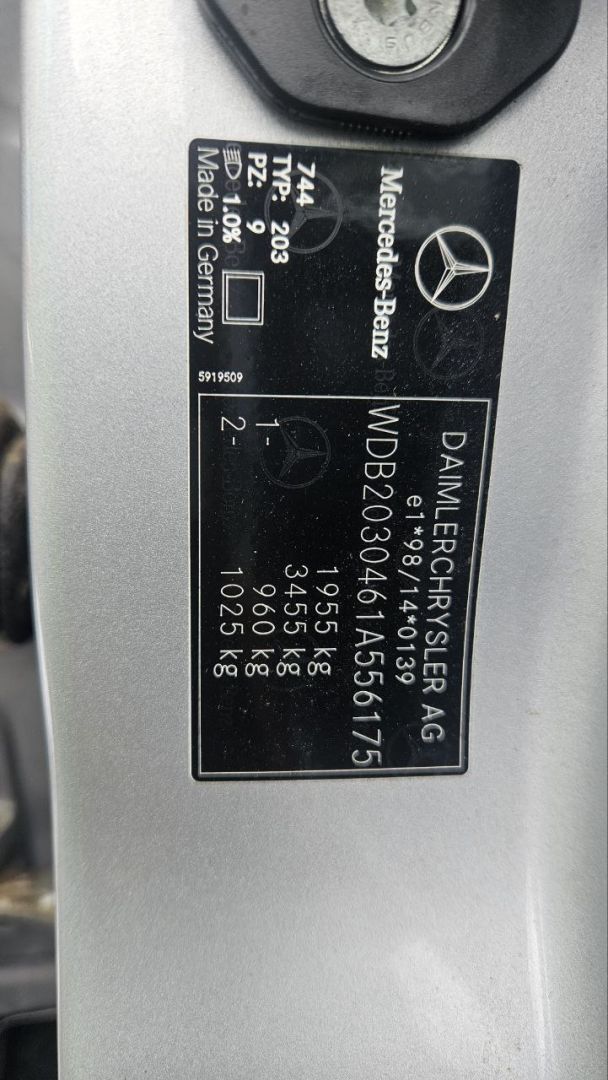 Mercedes-Benz
744
TYP: 203
PZ: 9
1.0%
Made in Germany
5919509
DAIMLERCHRYSLER AG
e1*98/14*0139
WDB2030461A556175
1955 kg
3455 kg
1- 960 kg
2- 1025 kg